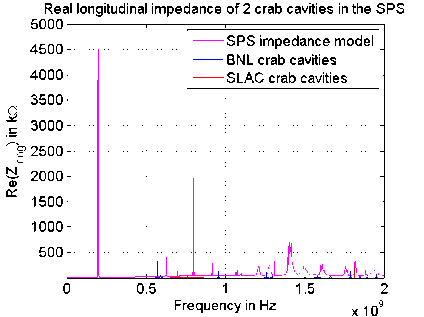 Real longitudinal impedance of 2 crab cavities in the SPS
5000
4500
4000
3500
3000
2500
2000
1500
1000
500
Re(Z_long) in kΩ
SPS impedance model
BNL crab cavities
SLAC crab cavities
0 0.5 1 1.5 2
Frequency in Hz
x 10^9